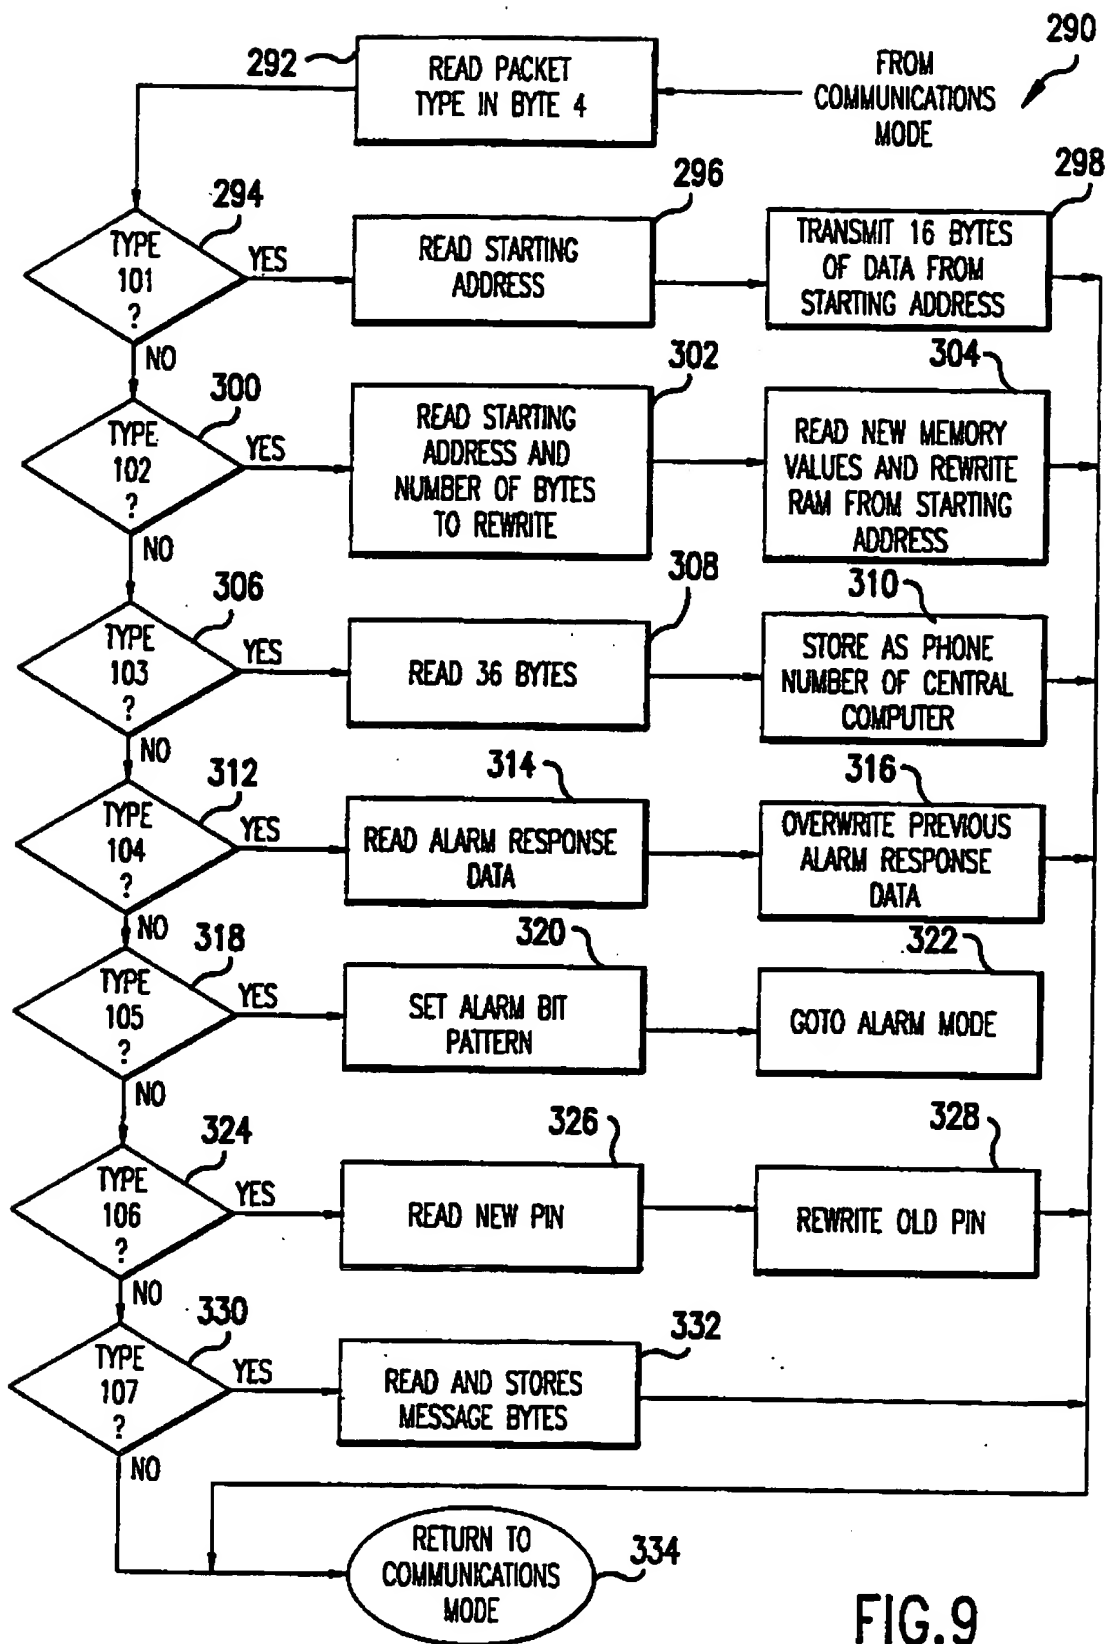 290
292
READ PACKET
TYPE IN BYTE 4
FROM
COMMUNICATIONS
MODE
294
TYPE
101
?
YES
NO
296
READ STARTING
ADDRESS
298
TRANSMIT 16 BYTES
OF DATA FROM
STARTING ADDRESS
300
TYPE
102
?
YES
NO
302
READ STARTING
ADDRESS AND
NUMBER OF BYTES
TO REWRITE
304
READ NEW MEMORY
VALUES AND REWRITE
RAM FROM STARTING
ADDRESS
306
TYPE
103
?
YES
NO
308
READ 36 BYTES
310
STORE AS PHONE
NUMBER OF CENTRAL
COMPUTER
312
TYPE
104
?
YES
NO
314
READ ALARM RESPONSE
DATA
316
OVERWRITE PREVIOUS
ALARM RESPONSE
DATA
318
TYPE
105
?
YES
NO
320
SET ALARM BIT
PATTERN
322
GOTO ALARM MODE
324
TYPE
106
?
YES
NO
326
READ NEW PIN
328
REWRITE OLD PIN
330
TYPE
107
?
YES
NO
332
READ AND STORES
MESSAGE BYTES
RETURN TO
COMMUNICATIONS
MODE
334
FIG.9